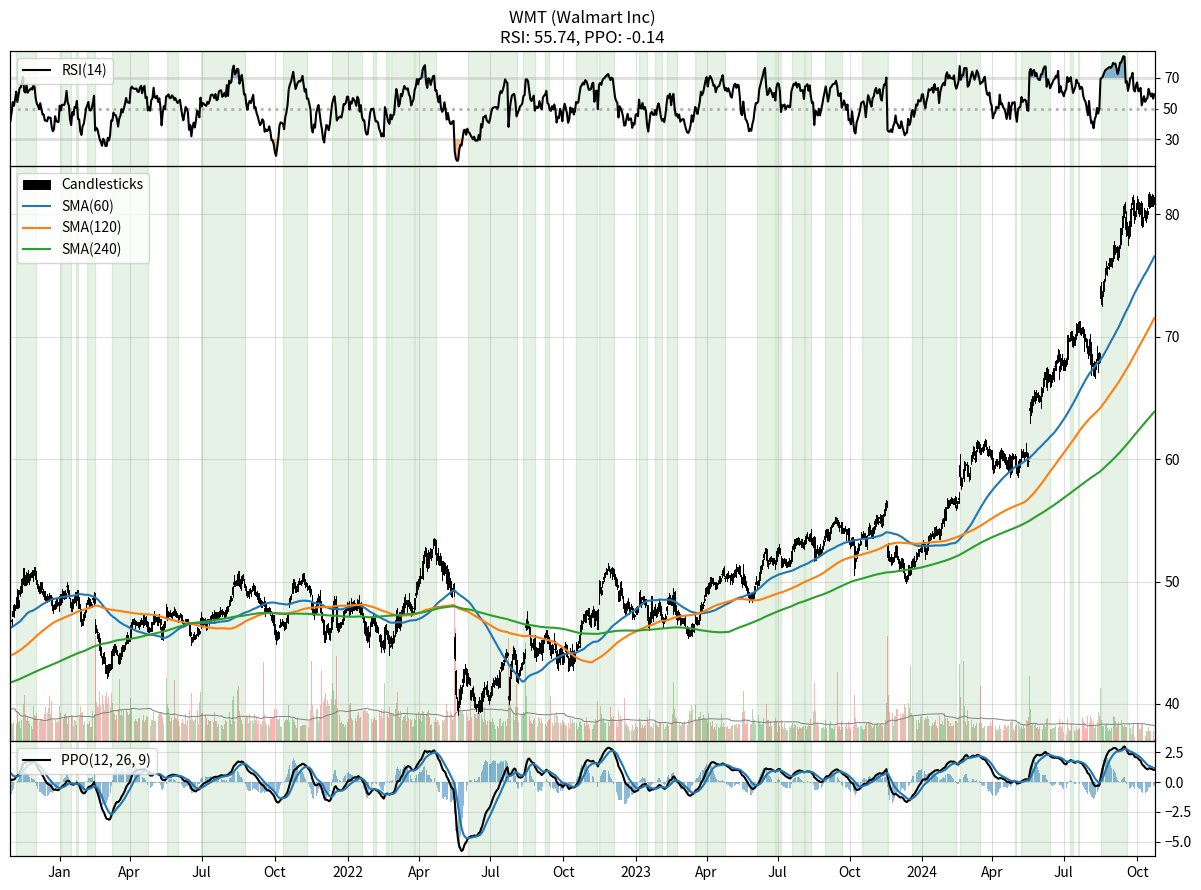 WMT (Walmart Inc)
RSI: 55.74, PPO: -0.14
RSI(14)
70
50
30
Candlesticks
SMA(60)
SMA(120)
SMA(240)
80
70
60
50
40
PPO(12, 26, 9)
2.5
0.0
−2.5
−5.0
Jan Apr Jul Oct 2022 Apr Jul Oct 2023 Apr Jul Oct 2024 Apr Jul Oct